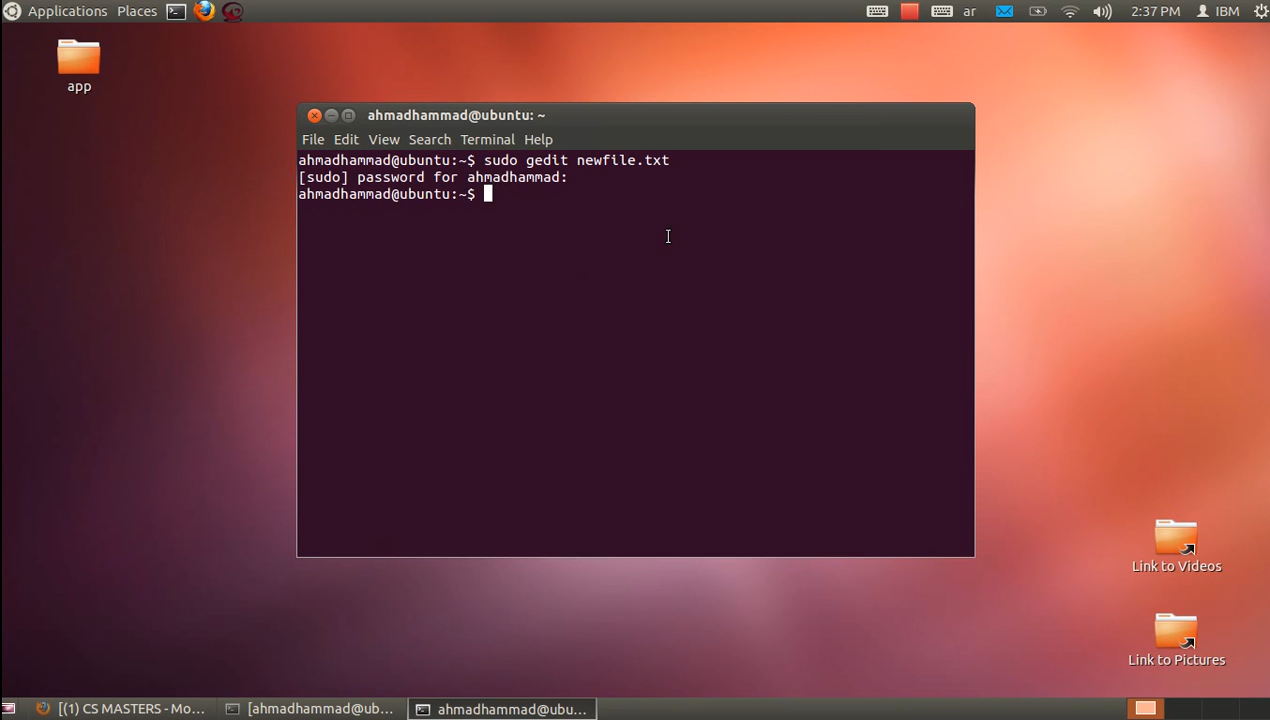 Applications Places ar 2:37 PM IBM
app
ahmadhammad@ubuntu: ~
File Edit View Search Terminal Help
ahmadhammad@ubuntu:~$ sudo gedit newfile.txt
[sudo] password for ahmadhammad:
ahmadhammad@ubuntu:~$
Link to Videos
Link to Pictures
[(1) CS MASTERS - Mo... [ahmadhammad@ub... ahmadhammad@ubu...